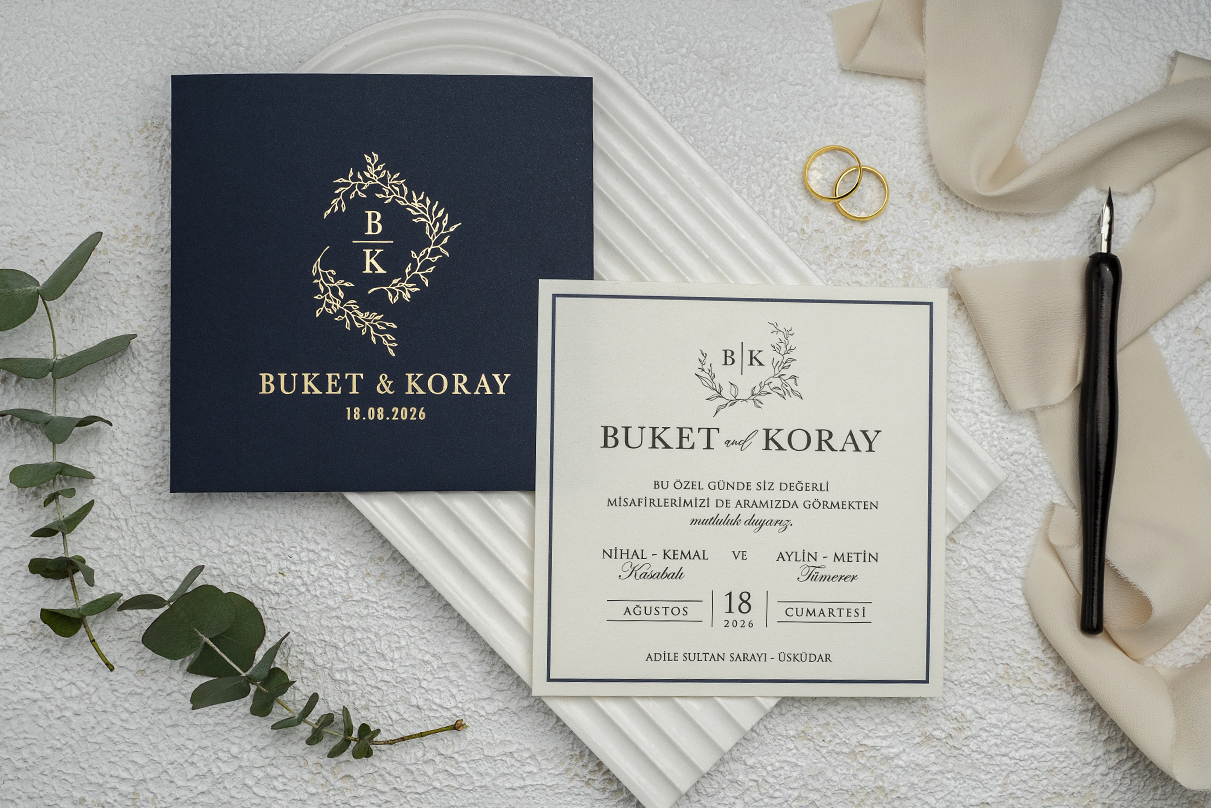 B
K
BUKET & KORAY
18.08.2026
B|K
BUKET and KORAY
BU ÖZEL GÜNDE SİZ DEĞERLİ
MİSAFİRLERİMİZİ DE ARAMIZDA GÖRMEKTEN
mutluluk duyarız.
NİHAL - KEMAL VE AYLİN - METİN
Kasabalı Tümerer
AĞUSTOS 18 CUMARTESİ
2026
ADİLE SULTAN SARAYI - ÜSKÜDAR